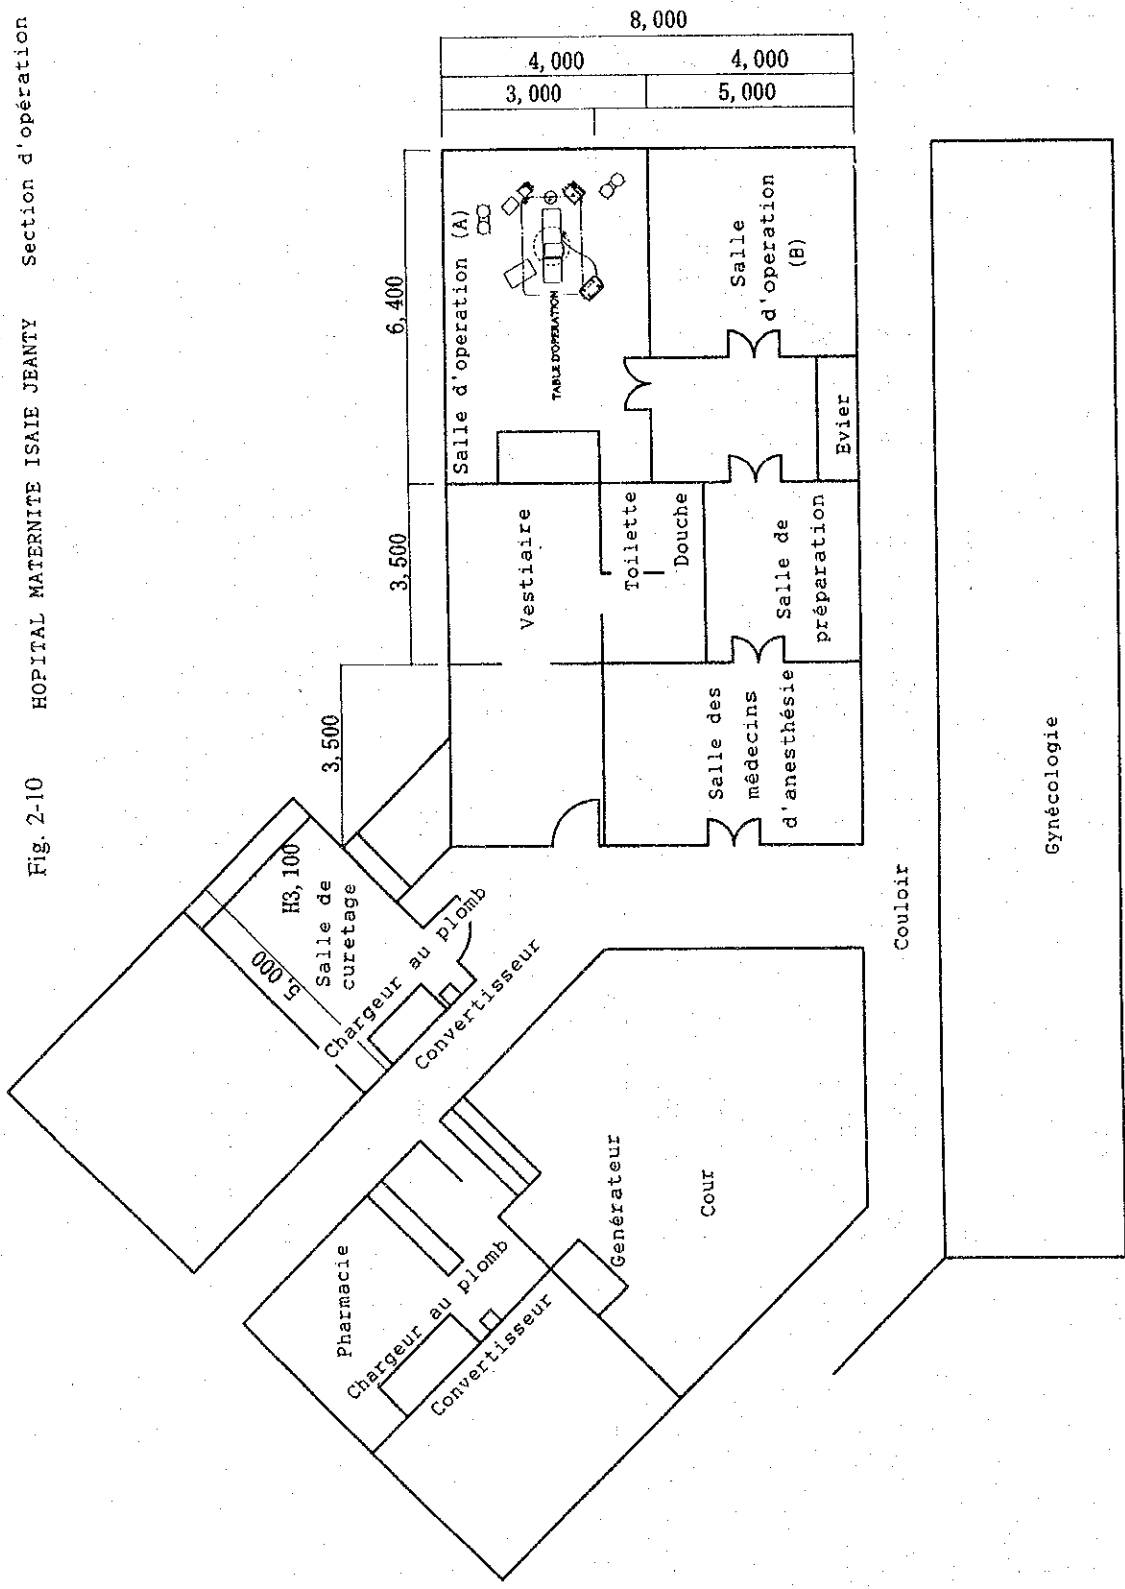 Fig. 2-10 HOPITAL MATERNITE ISAIE JEANTY Section d'opération
8,000
4,000 4,000
3,000 5,000
6,400
3,500
3,500
Salle d'operation (A)
TABLE D'OPERATION
Salle
d'operation
(B)
Evier
Vestiaire
Toilette
Douche
Salle de
préparation
Salle des
médecins
d'anesthésie
H3,100
5,000
Salle de
curetage
Chargeur au plomb
Convertisseur
Pharmacie
Chargeur au plomb
Convertisseur
Genérateur
Cour
Couloir
Gynécologie